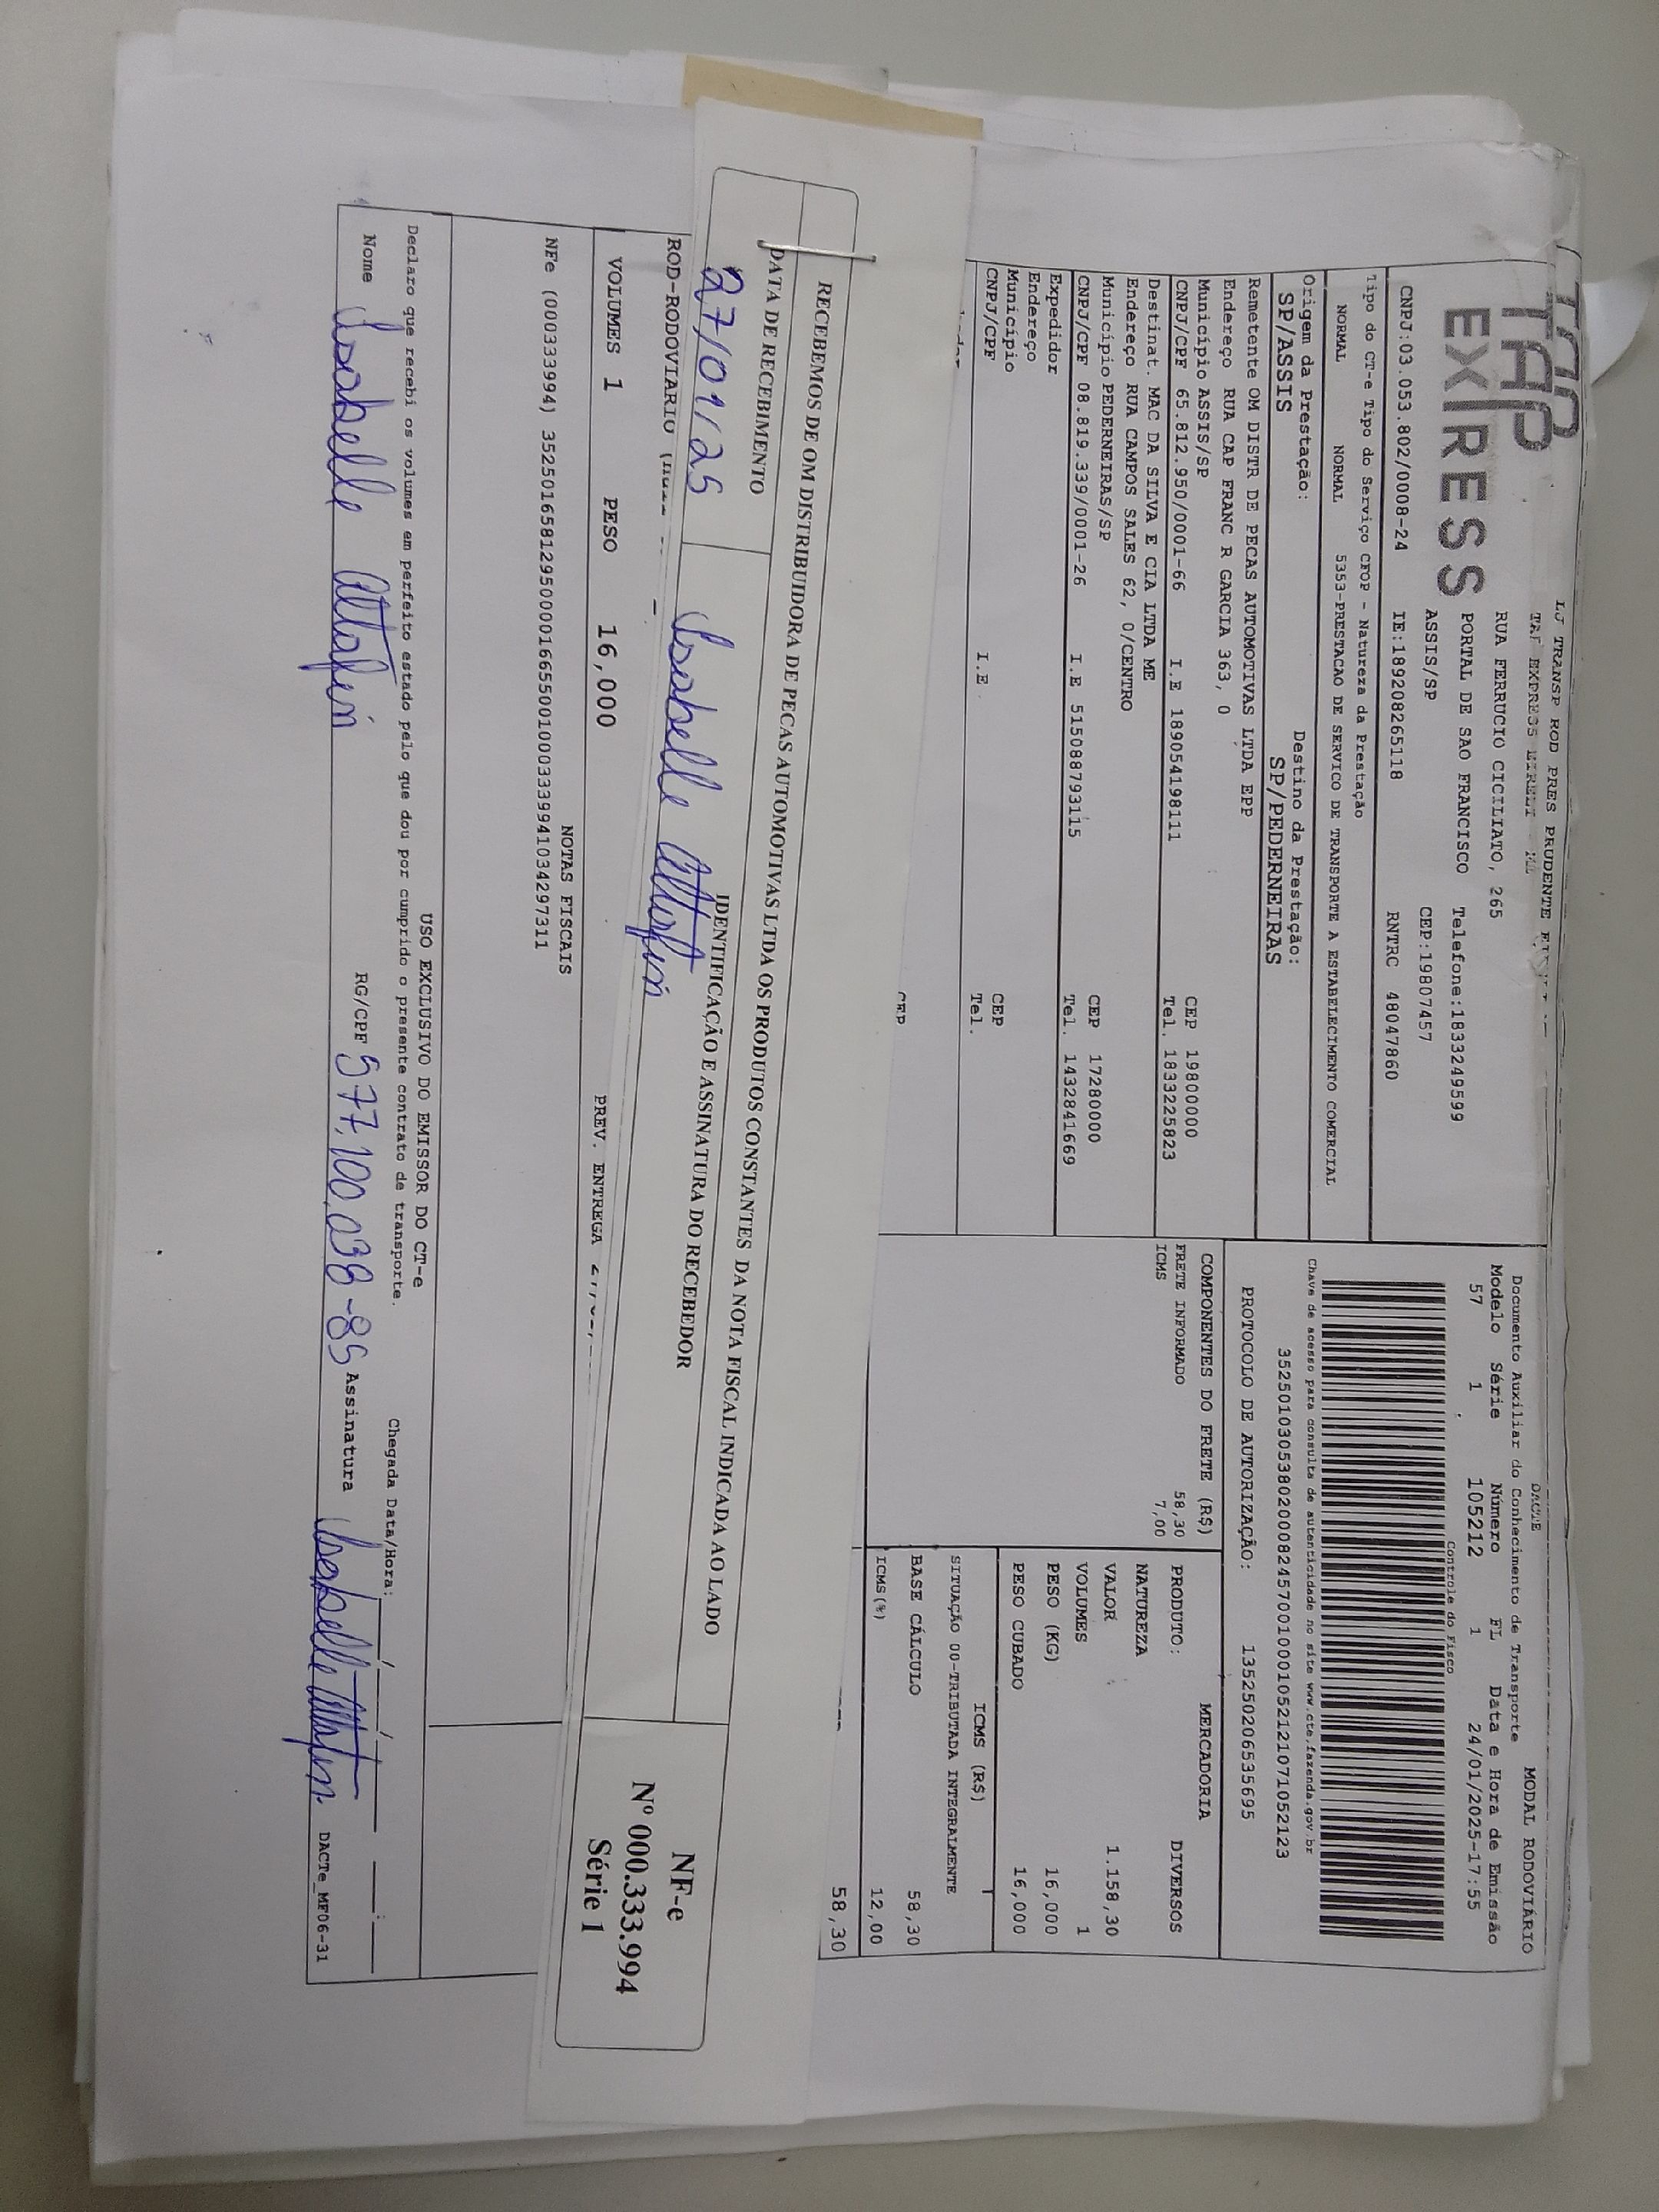 TAP
EXPRESS
LJ TRANSP ROD PRES PRUDENTE
TAP EXPRESS EIRELI ME
RUA FERRUCIO CICILIATO, 265
PORTAL DE SAO FRANCISCO Telefone:1833249599
ASSIS/SP CEP:19807457
CNPJ:03.053.802/0008-24 IE:189208265118 RNTRC 48047860
DACTE MODAL RODOVIÁRIO
Documento Auxiliar do Conhecimento de Transporte
Modelo Série Número FL Data e Hora de Emissão
57 1 105212 1 24/01/2025-17:55
Controle do Fisco
Chave de acesso para consulta de autenticidade no site www.cte.fazenda.gov.br
35250103053802000824570010001052121071052123
PROTOCOLO DE AUTORIZAÇÃO: 135250206535695
Tipo do CT-e Tipo do Serviço CFOP - Natureza da Prestação
NORMAL NORMAL 5353-PRESTACAO DE SERVICO DE TRANSPORTE A ESTABELECIMENTO COMERCIAL
Origem da Prestação: Destino da Prestação:
SP/ASSIS SP/PEDERNEIRAS
Remetente OM DISTR DE PECAS AUTOMOTIVAS LTDA EPP
Endereço RUA CAP FRANC R GARCIA 363, 0
Município ASSIS/SP CEP 19800000
CNPJ/CPF 65.812.950/0001-66 I.E 189054198111 Tel. 1833225823
Destinat. MAC DA SILVA E CIA LTDA ME
Endereço RUA CAMPOS SALES 62, 0/CENTRO
Município PEDERNEIRAS/SP CEP 17280000
CNPJ/CPF 08.819.339/0001-26 I.E 515088793115 Tel. 1432841669
Expedidor
Endereço
Município CEP
CNPJ/CPF I.E. Tel.
CEP
COMPONENTES DO FRETE (R$)
FRETE INFORMADO 58,30
ICMS 7,00
MERCADORIA
PRODUTO: DIVERSOS
NATUREZA
VALOR 1.158,30
VOLUMES 1
PESO (KG) 16,000
PESO CUBADO 16,000
ICMS (R$)
SITUAÇÃO 00-TRIBUTADA INTEGRALMENTE
BASE CÁLCULO 58,30
ICMS(%) 12,00
58,30
RECEBEMOS DE OM DISTRIBUIDORA DE PECAS AUTOMOTIVAS LTDA OS PRODUTOS CONSTANTES DA NOTA FISCAL INDICADA AO LADO
DATA DE RECEBIMENTO IDENTIFICAÇÃO E ASSINATURA DO RECEBEDOR
27/01/25 Isabelle
NF-e
Nº 000.333.994
Série 1
ROD-RODOVIARIO
VOLUMES 1 PESO 16,000 PREV. ENTREGA
NOTAS FISCAIS
NFe (000333994) 35250165812950000166550010003339941034297311
USO EXCLUSIVO DO EMISSOR DO CT-e
Declaro que recebi os volumes em perfeito estado pelo que dou por cumprido o presente contrato de transporte. Chegada Data/Hora: __/__/__ __:__
Nome Isabelle RG/CPF 577.100.038-85 Assinatura Isabelle
DACTe_MF06-31